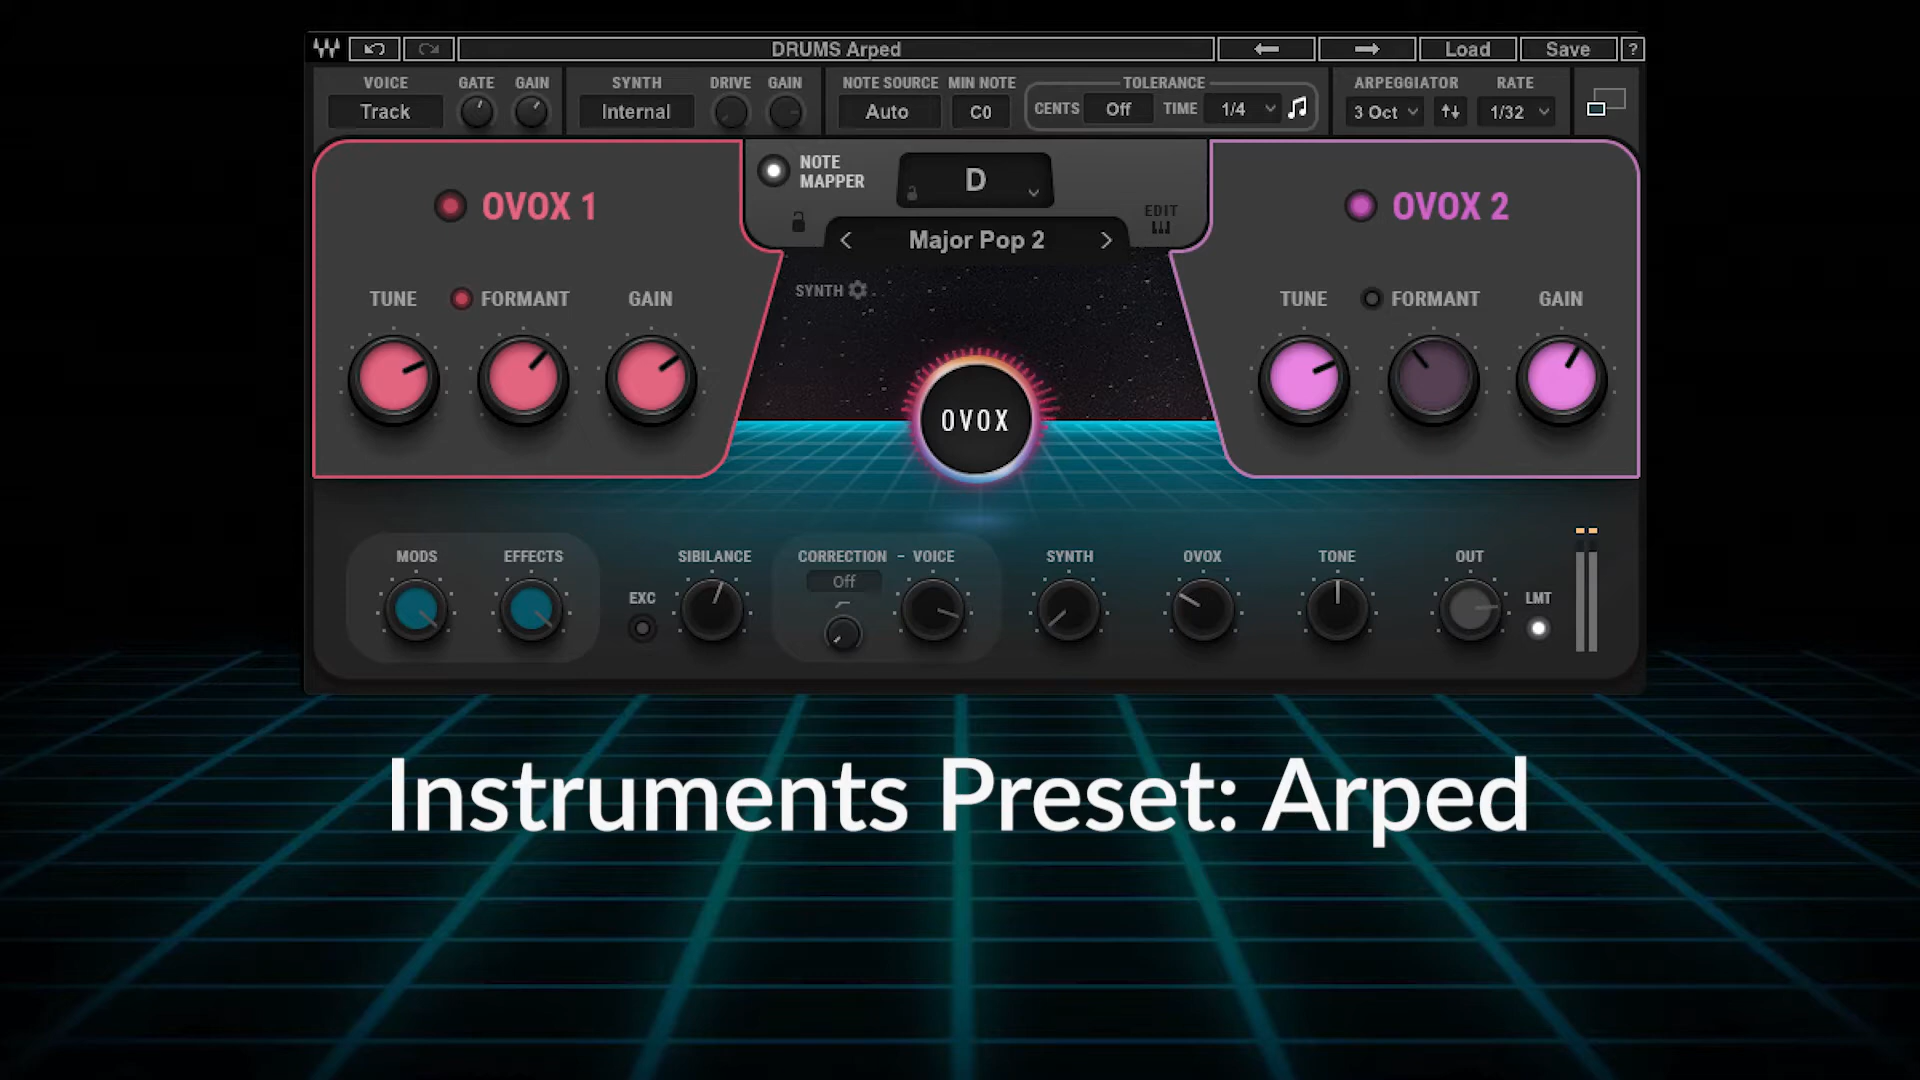 DRUMS Arped
Load
Save
?
VOICE GATE GAIN
Track
SYNTH DRIVE GAIN
Internal
NOTE SOURCE MIN NOTE TOLERANCE
Auto C0 CENTS Off TIME 1/4
ARPEGGIATOR RATE
3 Oct 1/32
NOTE
MAPPER
D
EDIT
Major Pop 2
SYNTH
OVOX 1
TUNE FORMANT GAIN
OVOX
OVOX 2
TUNE FORMANT GAIN
MODS EFFECTS
EXC
SIBILANCE
CORRECTION - VOICE
Off
SYNTH
OVOX
TONE
OUT
LMT
Instruments Preset: Arped